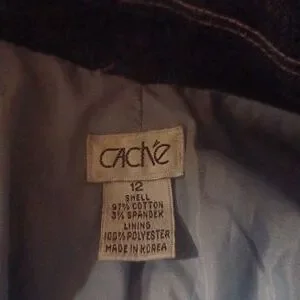 CACHÉ
12
SHELL
97% COTTON
3% SPANDEX
LINING
100% POLYESTER
MADE IN KOREA